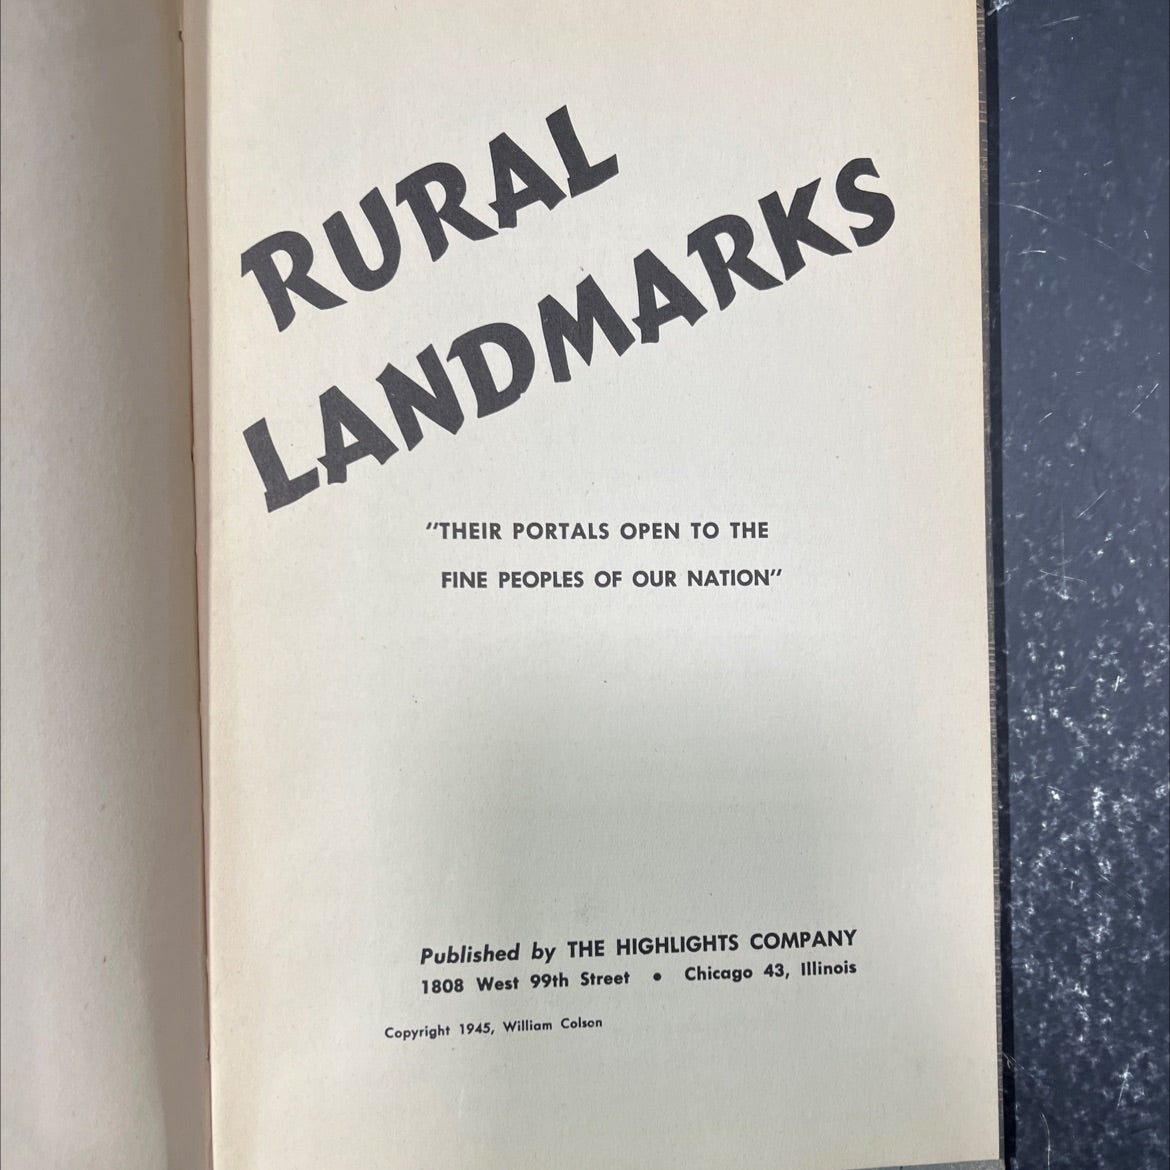 RURAL
LANDMARKS
"THEIR PORTALS OPEN TO THE
FINE PEOPLES OF OUR NATION"
Published by THE HIGHLIGHTS COMPANY
1808 West 99th Street • Chicago 43, Illinois
Copyright 1945, William Colson